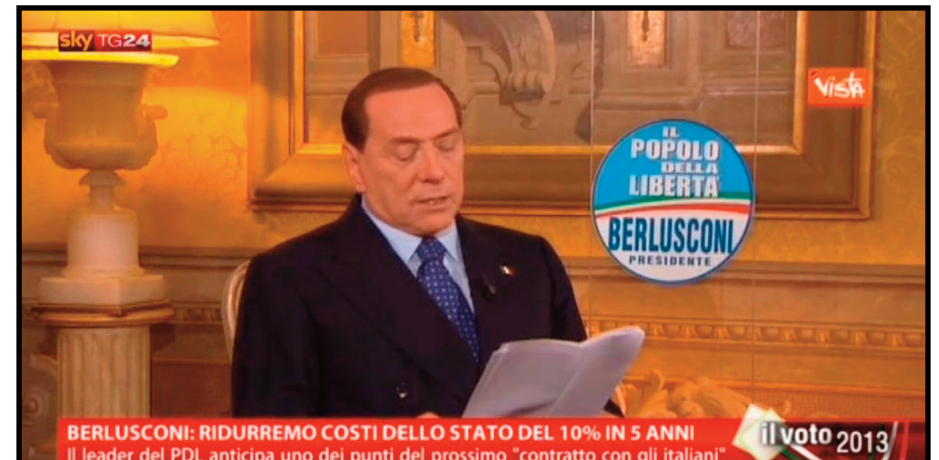 sky TG24
Vista
IL
POPOLO
DELLA
LIBERTÀ
BERLUSCONI
PRESIDENTE
BERLUSCONI: RIDURREMO COSTI DELLO STATO DEL 10% IN 5 ANNI
Il leader del PDL anticipa uno dei punti del prossimo "contratto con gli italiani"
il voto 2013